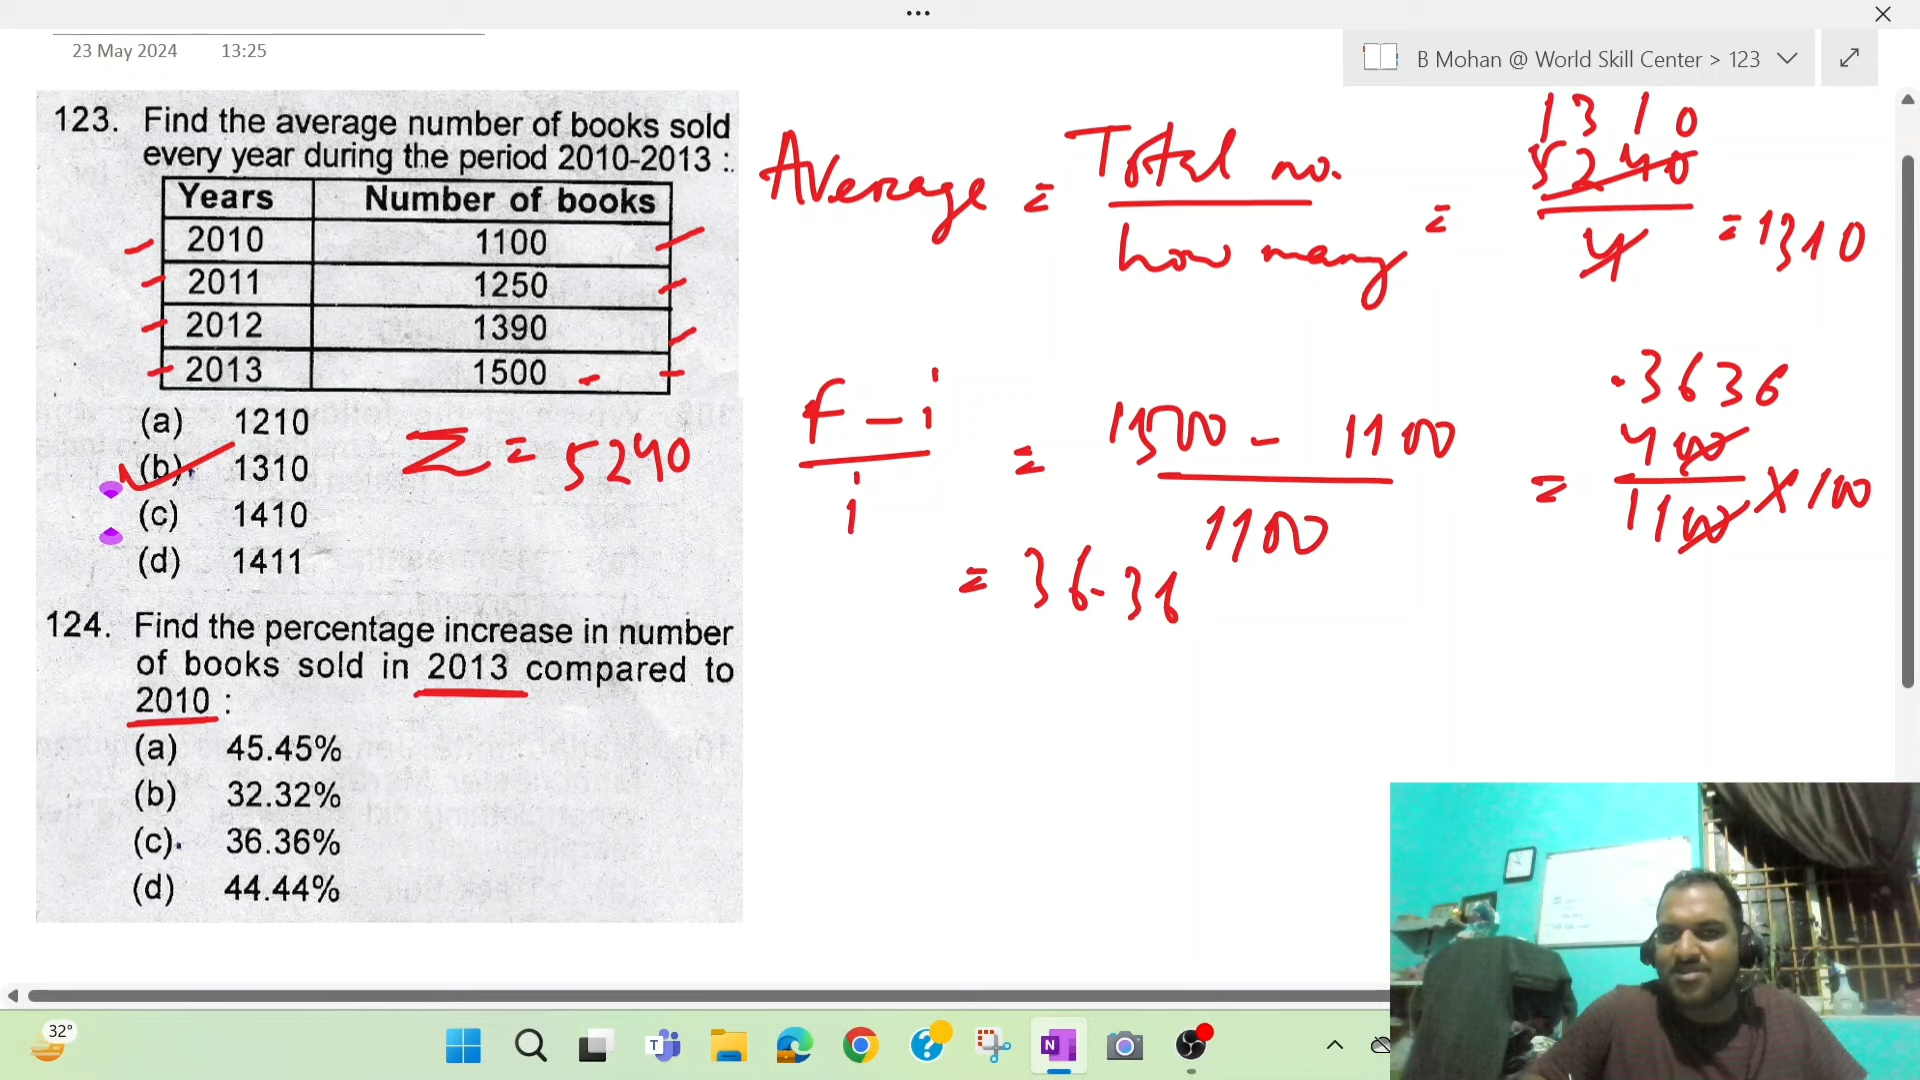 23 May 2024 13:25
B Mohan @ World Skill Center > 123
123. Find the average number of books sold
every year during the period 2010-2013 :
Years Number of books
2010 1100
2011 1250
2012 1390
2013 1500
(a) 1210
(b) 1310
(c) 1410
(d) 1411
Σ = 5240
124. Find the percentage increase in number
of books sold in 2013 compared to
2010 :
(a) 45.45%
(b) 32.32%
(c) 36.36%
(d) 44.44%
1310
Average = Total no. / how many = 5240 / 4 = 1310
.3636
f - i / i = 1500 - 1100 / 1100 = 400 / 1100 × 100
= 36.36
32°